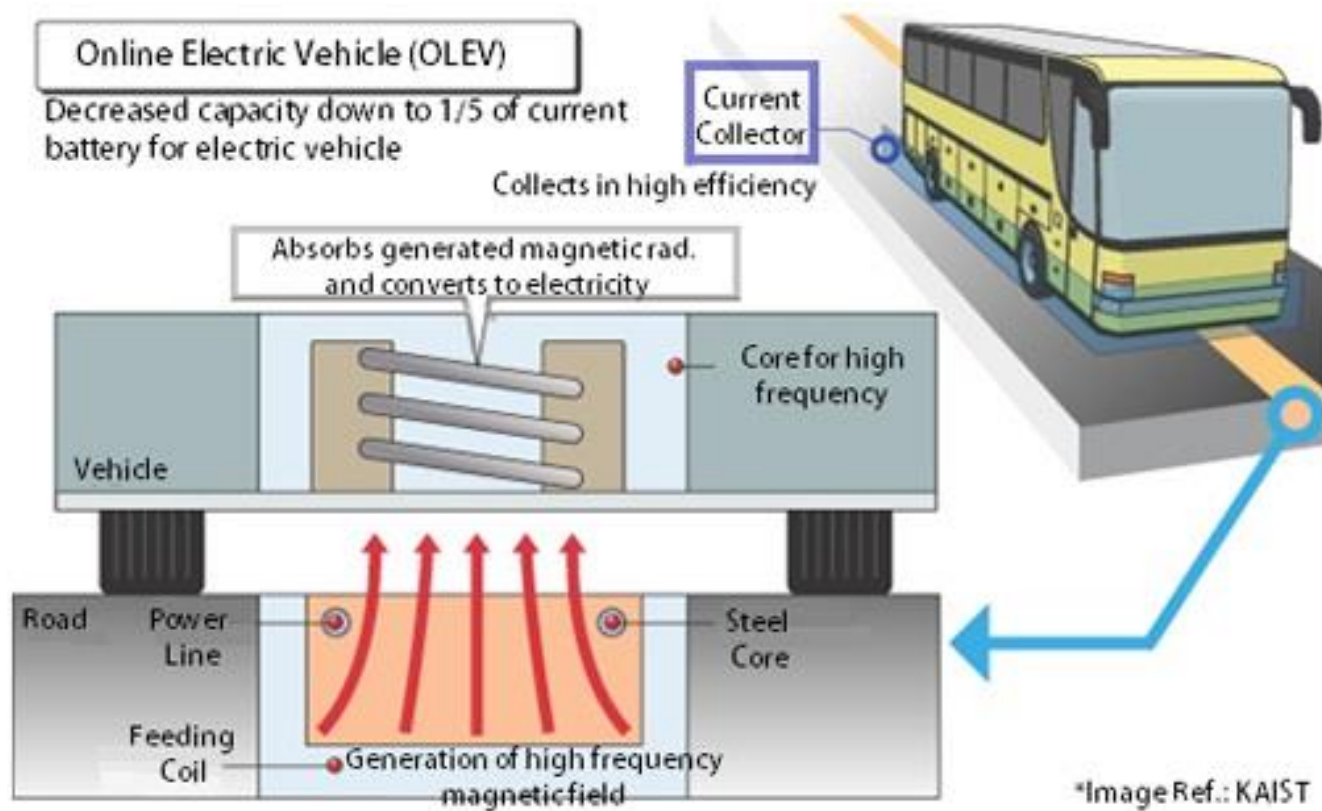 Online Electric Vehicle (OLEV)
Decreased capacity down to 1/5 of current
battery for electric vehicle
Current
Collector
Collects in high efficiency
Absorbs generated magnetic rad.
and converts to electricity
Core for high
frequency
Vehicle
Road
Power
Line
Steel
Core
Feeding
Coil
Generation of high frequency
magnetic field
*Image Ref.: KAIST